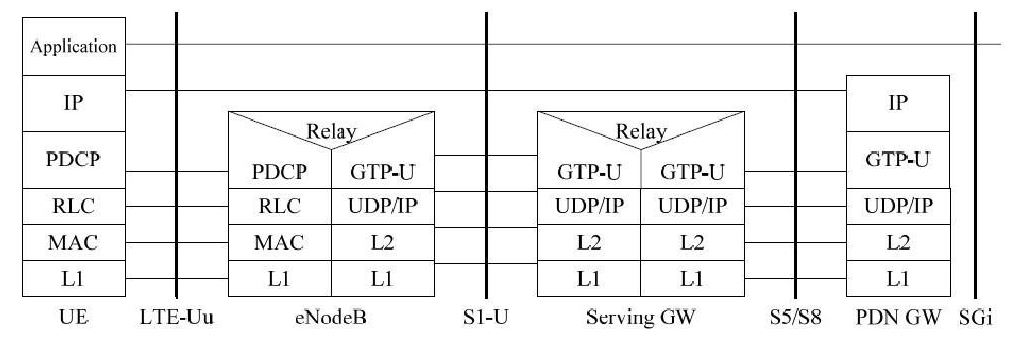 Application
IP
IP
Relay
Relay
PDCP
PDCP
GTP-U
GTP-U
GTP-U
GTP-U
RLC
RLC
UDP/IP
UDP/IP
UDP/IP
UDP/IP
MAC
MAC
L2
L2
L2
L2
L1
L1
L1
L1
L1
L1
UE
LTE-Uu
eNodeB
S1-U
Serving GW
S5/S8
PDN GW
SGi